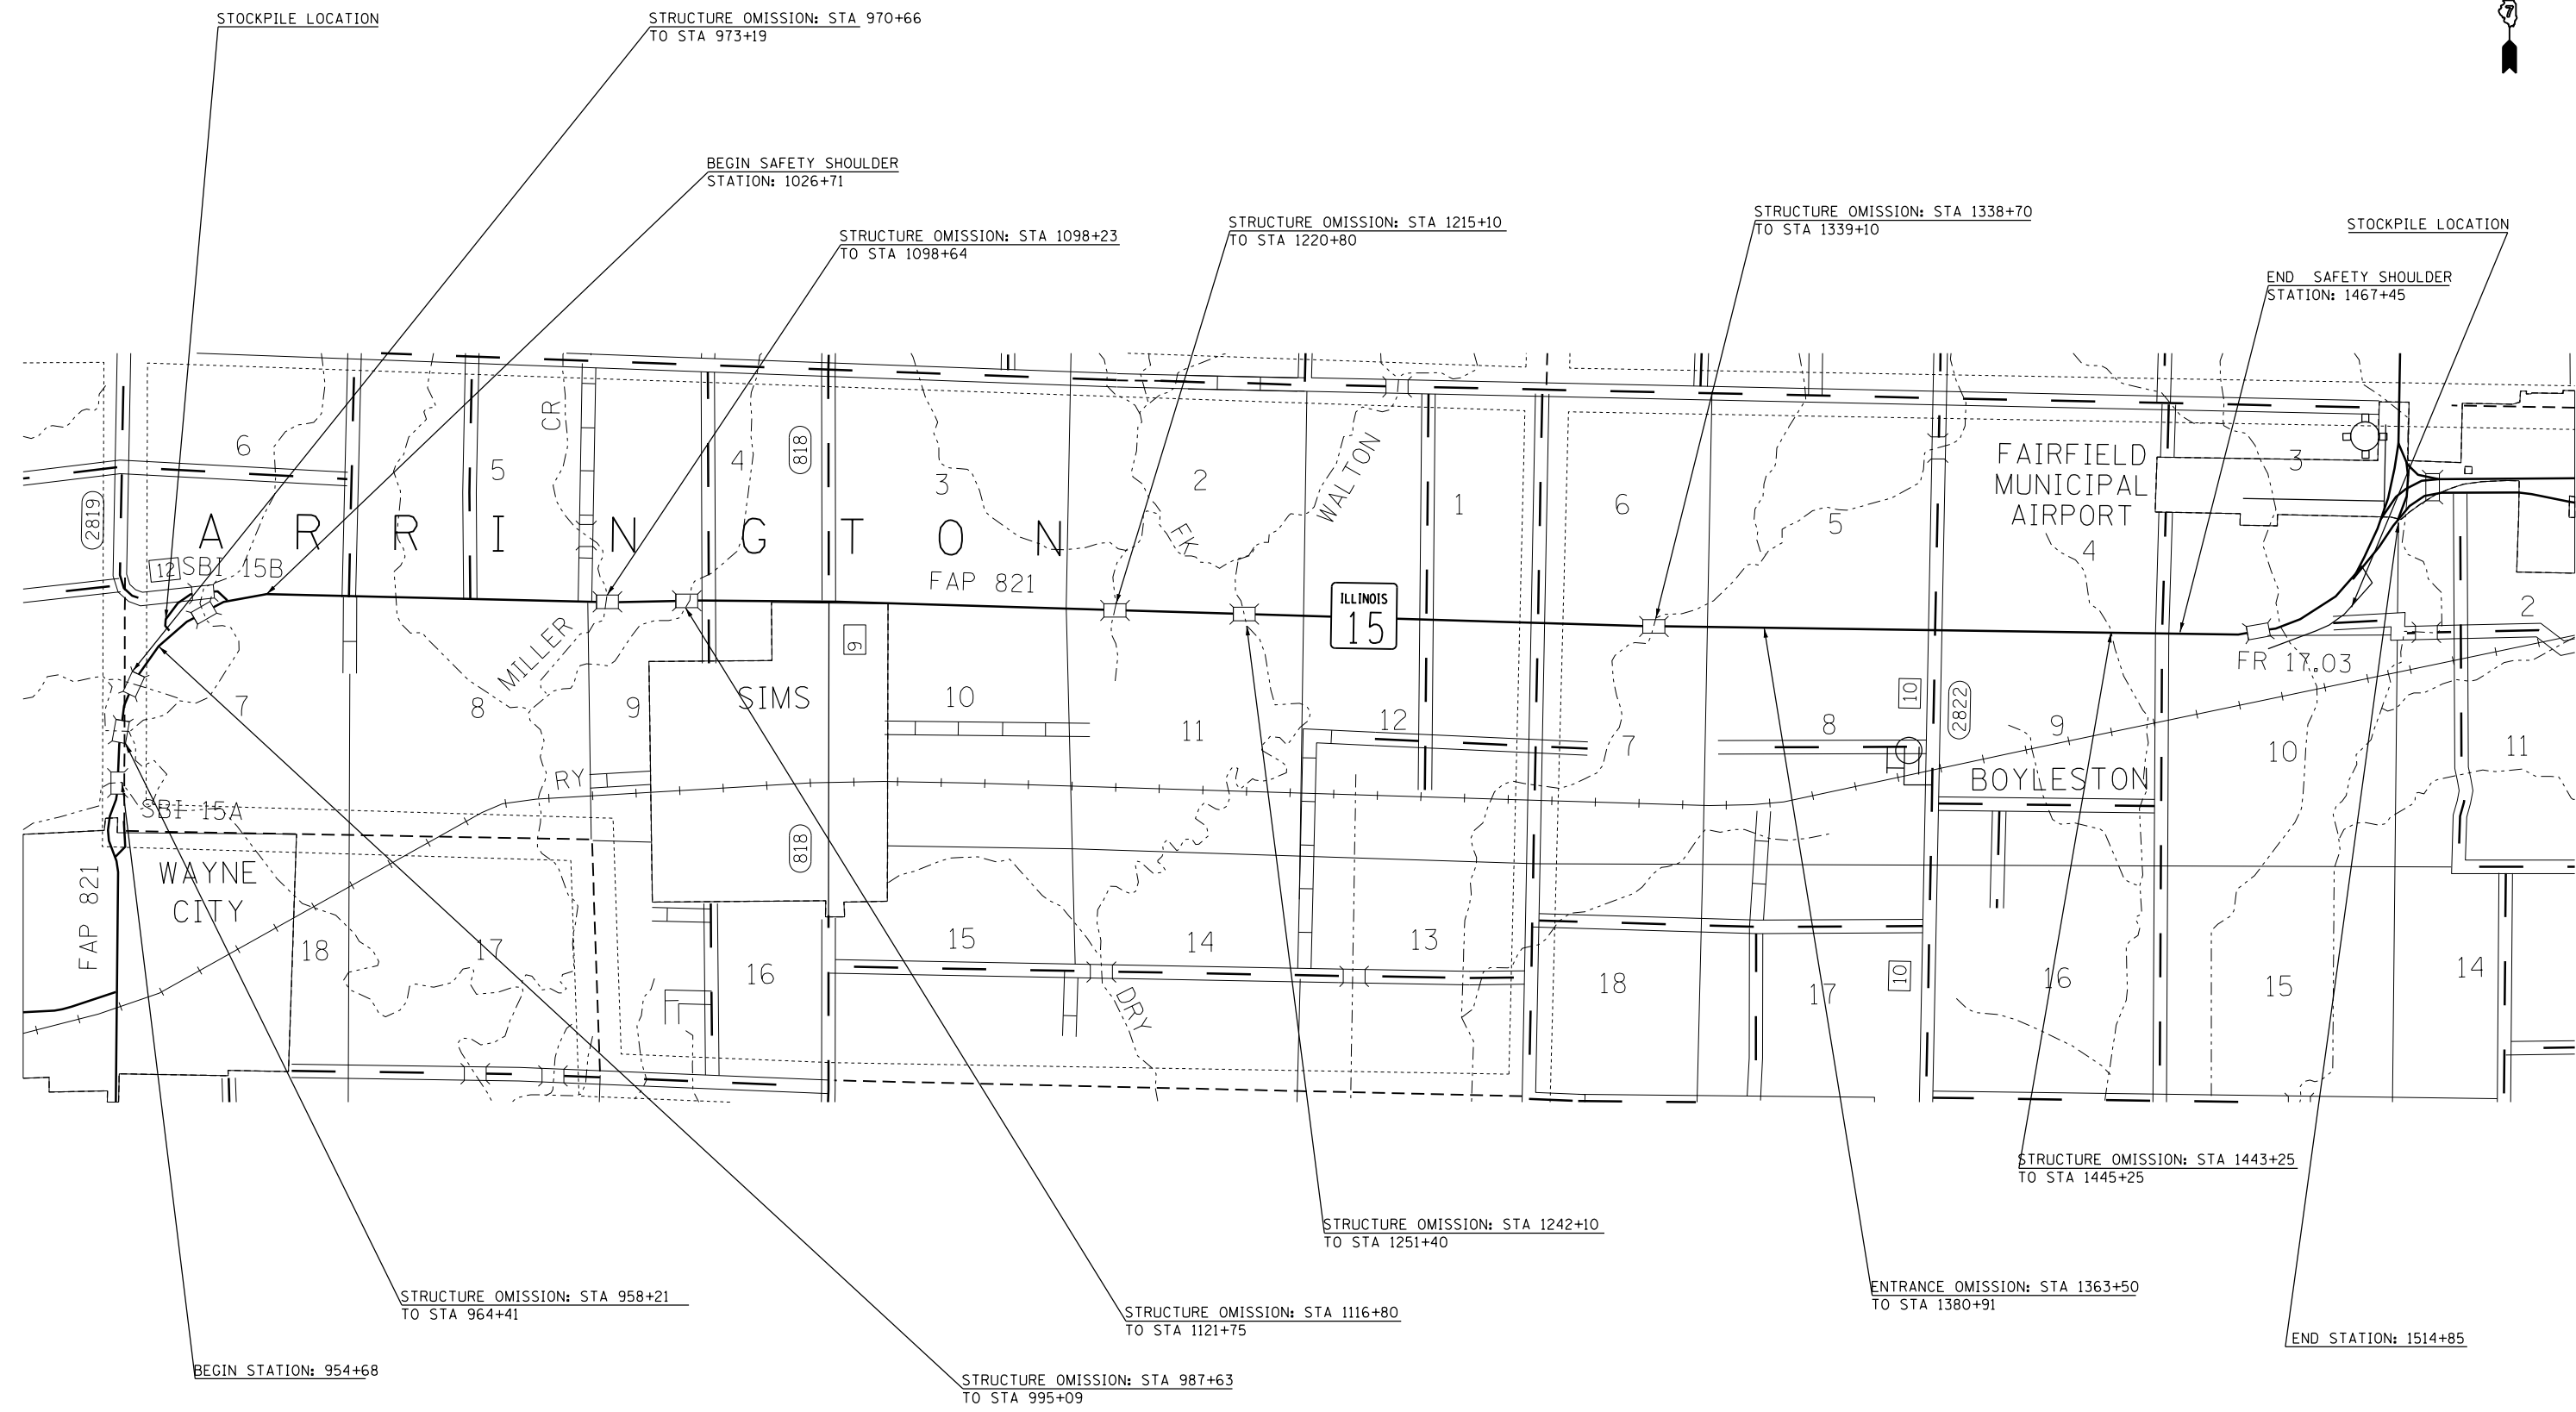 7
STOCKPILE LOCATION
STRUCTURE OMISSION: STA 970+66
TO STA 973+19
BEGIN SAFETY SHOULDER
STATION: 1026+71
STRUCTURE OMISSION: STA 1098+23
TO STA 1098+64
STRUCTURE OMISSION: STA 1215+10
TO STA 1220+80
STRUCTURE OMISSION: STA 1338+70
TO STA 1339+10
STOCKPILE LOCATION
END SAFETY SHOULDER
STATION: 1467+45
6
5
CR
4
818
3
2
WALTON
1
6
5
FAIRFIELD
MUNICIPAL
AIRPORT
4
3
2819
ARRINGTON
FK
12
SBI 15B
FAP 821
ILLINOIS
15
2
FR 17.03
MILLER
9
7
8
9
SIMS
10
11
12
7
8
10
2822
9
10
11
RY
BOYLESTON
SBI 15A
818
WAYNE
CITY
FAP 821
18
17
16
15
14
13
18
17
10
16
15
14
DRY
STRUCTURE OMISSION: STA 1443+25
TO STA 1445+25
STRUCTURE OMISSION: STA 1242+10
TO STA 1251+40
ENTRANCE OMISSION: STA 1363+50
TO STA 1380+91
STRUCTURE OMISSION: STA 958+21
TO STA 964+41
STRUCTURE OMISSION: STA 1116+80
TO STA 1121+75
END STATION: 1514+85
BEGIN STATION: 954+68
STRUCTURE OMISSION: STA 987+63
TO STA 995+09